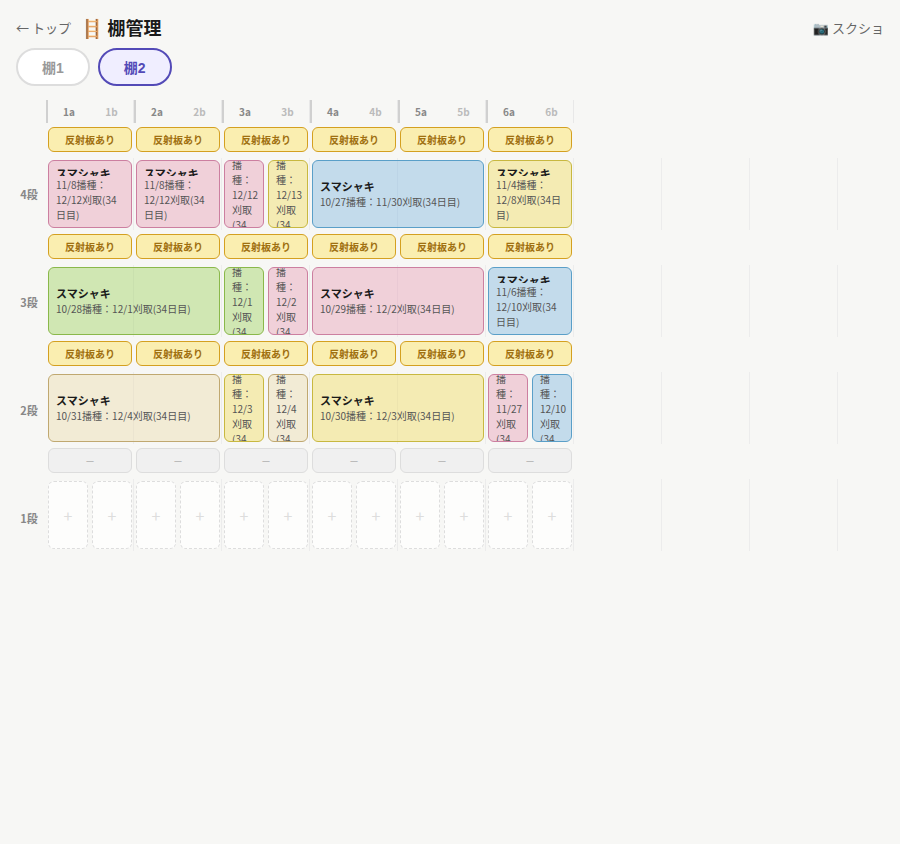 ← トップ 棚管理 スクショ
棚1 棚2
1a 1b 2a 2b 3a 3b 4a 4b 5a 5b 6a 6b
反射板あり 反射板あり 反射板あり 反射板あり 反射板あり 反射板あり
4段
スマシャキ
11/8播種：
12/12刈取(34
日目)
スマシャキ
11/8播種：
12/12刈取(34
日目)
播
種：
12/12
刈取
(34
播
種：
12/13
刈取
(34
スマシャキ
10/27播種：11/30刈取(34日目)
スマシャキ
11/4播種：
12/8刈取(34日
目)
反射板あり 反射板あり 反射板あり 反射板あり 反射板あり 反射板あり
3段
スマシャキ
10/28播種：12/1刈取(34日目)
播
種：
12/1
刈取
(34
播
種：
12/2
刈取
(34
スマシャキ
10/29播種：12/2刈取(34日目)
スマシャキ
11/6播種：
12/10刈取(34
日目)
反射板あり 反射板あり 反射板あり 反射板あり 反射板あり 反射板あり
2段
スマシャキ
10/31播種：12/4刈取(34日目)
播
種：
12/3
刈取
(34
播
種：
12/4
刈取
(34
スマシャキ
10/30播種：12/3刈取(34日目)
播
種：
11/27
刈取
(34
播
種：
12/10
刈取
(34
– – – – – –
1段
+ + + + + + + + + + + +